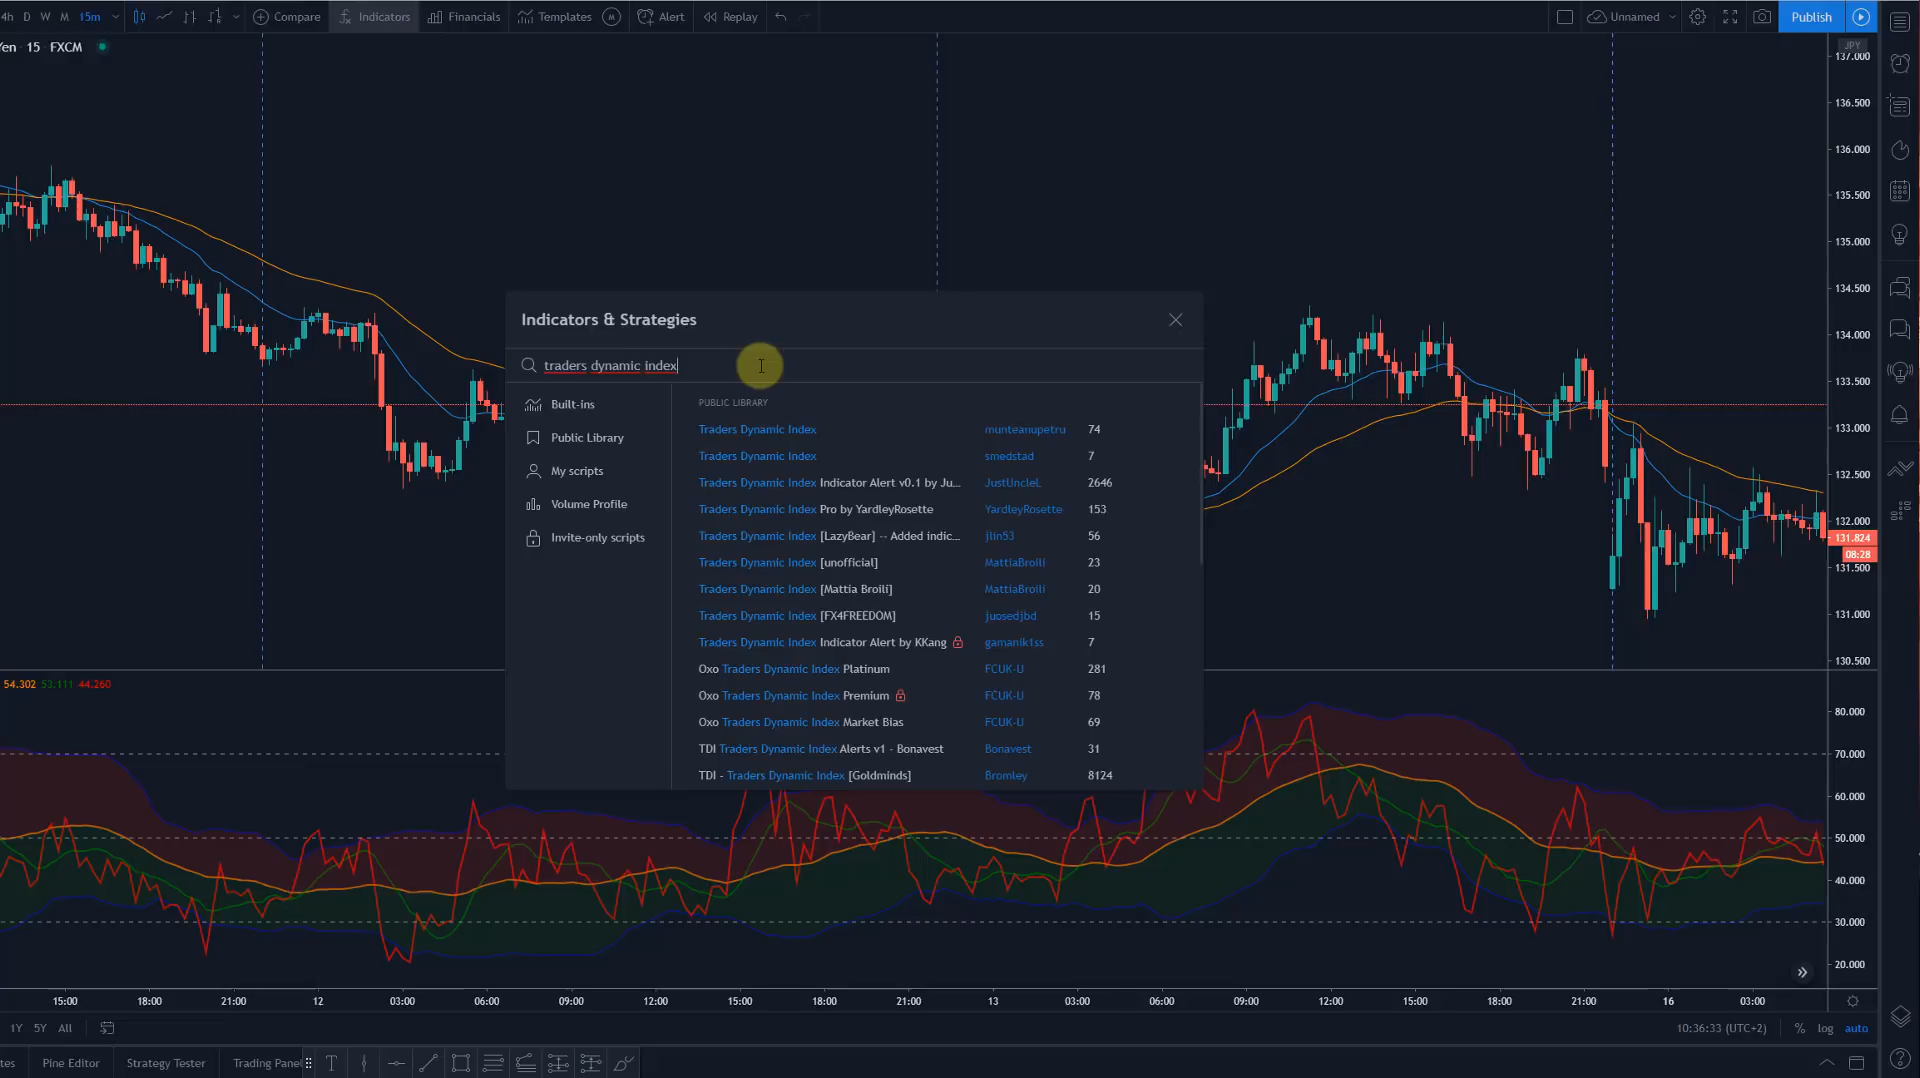 4h D W M 15m Compare Indicators Financials Templates M Alert Replay Unnamed Publish
Yen · 15 · FXCM
JPY
137.000
136.500
136.000
135.500
135.000
134.500
134.000
133.500
133.000
132.500
132.000
131.824
08:28
131.500
131.000
130.500
Indicators & Strategies
traders dynamic index
Built-ins
Public Library
My scripts
Volume Profile
Invite-only scripts
PUBLIC LIBRARY
Traders Dynamic Index munteanupetru 74
Traders Dynamic Index smedstad 7
Traders Dynamic Index Indicator Alert v0.1 by Ju... JustUncleL 2646
Traders Dynamic Index Pro by YardleyRosette YardleyRosette 153
Traders Dynamic Index [LazyBear] -- Added indic... jlin53 56
Traders Dynamic Index [unofficial] MattiaBroili 23
Traders Dynamic Index [Mattia Broili] MattiaBroili 20
Traders Dynamic Index [FX4FREEDOM] juosedjbd 15
Traders Dynamic Index Indicator Alert by KKang gamanik1ss 7
Oxo Traders Dynamic Index Platinum FCUK-U 281
Oxo Traders Dynamic Index Premium FCUK-U 78
Oxo Traders Dynamic Index Market Bias FCUK-U 69
TDI Traders Dynamic Index Alerts v1 - Bonavest Bonavest 31
TDI - Traders Dynamic Index [Goldminds] Bromley 8124
54.302 53.111 44.260
80.000
70.000
60.000
50.000
40.000
30.000
20.000
15:00 18:00 21:00 12 03:00 06:00 09:00 12:00 15:00 18:00 21:00 13 03:00 06:00 09:00 12:00 15:00 18:00 21:00 16 03:00
1Y 5Y All 10:36:33 (UTC+2) % log auto
tes Pine Editor Strategy Tester Trading Panel